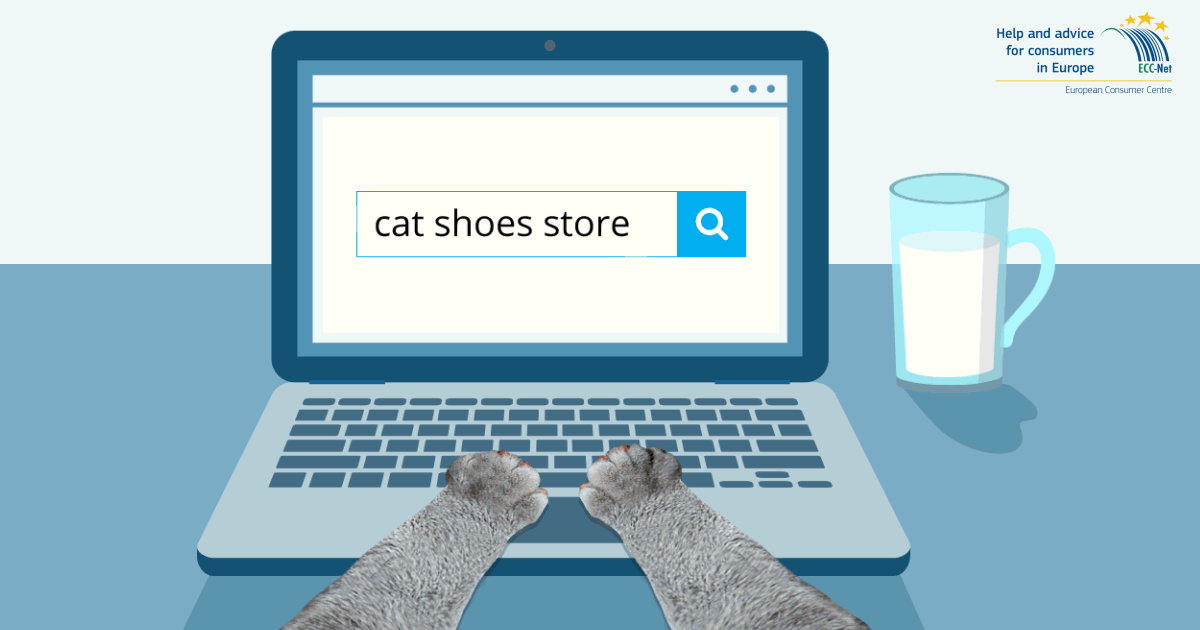 Help and advice
for consumers
in Europe
ECC-Net
European Consumer Centre
cat shoes store